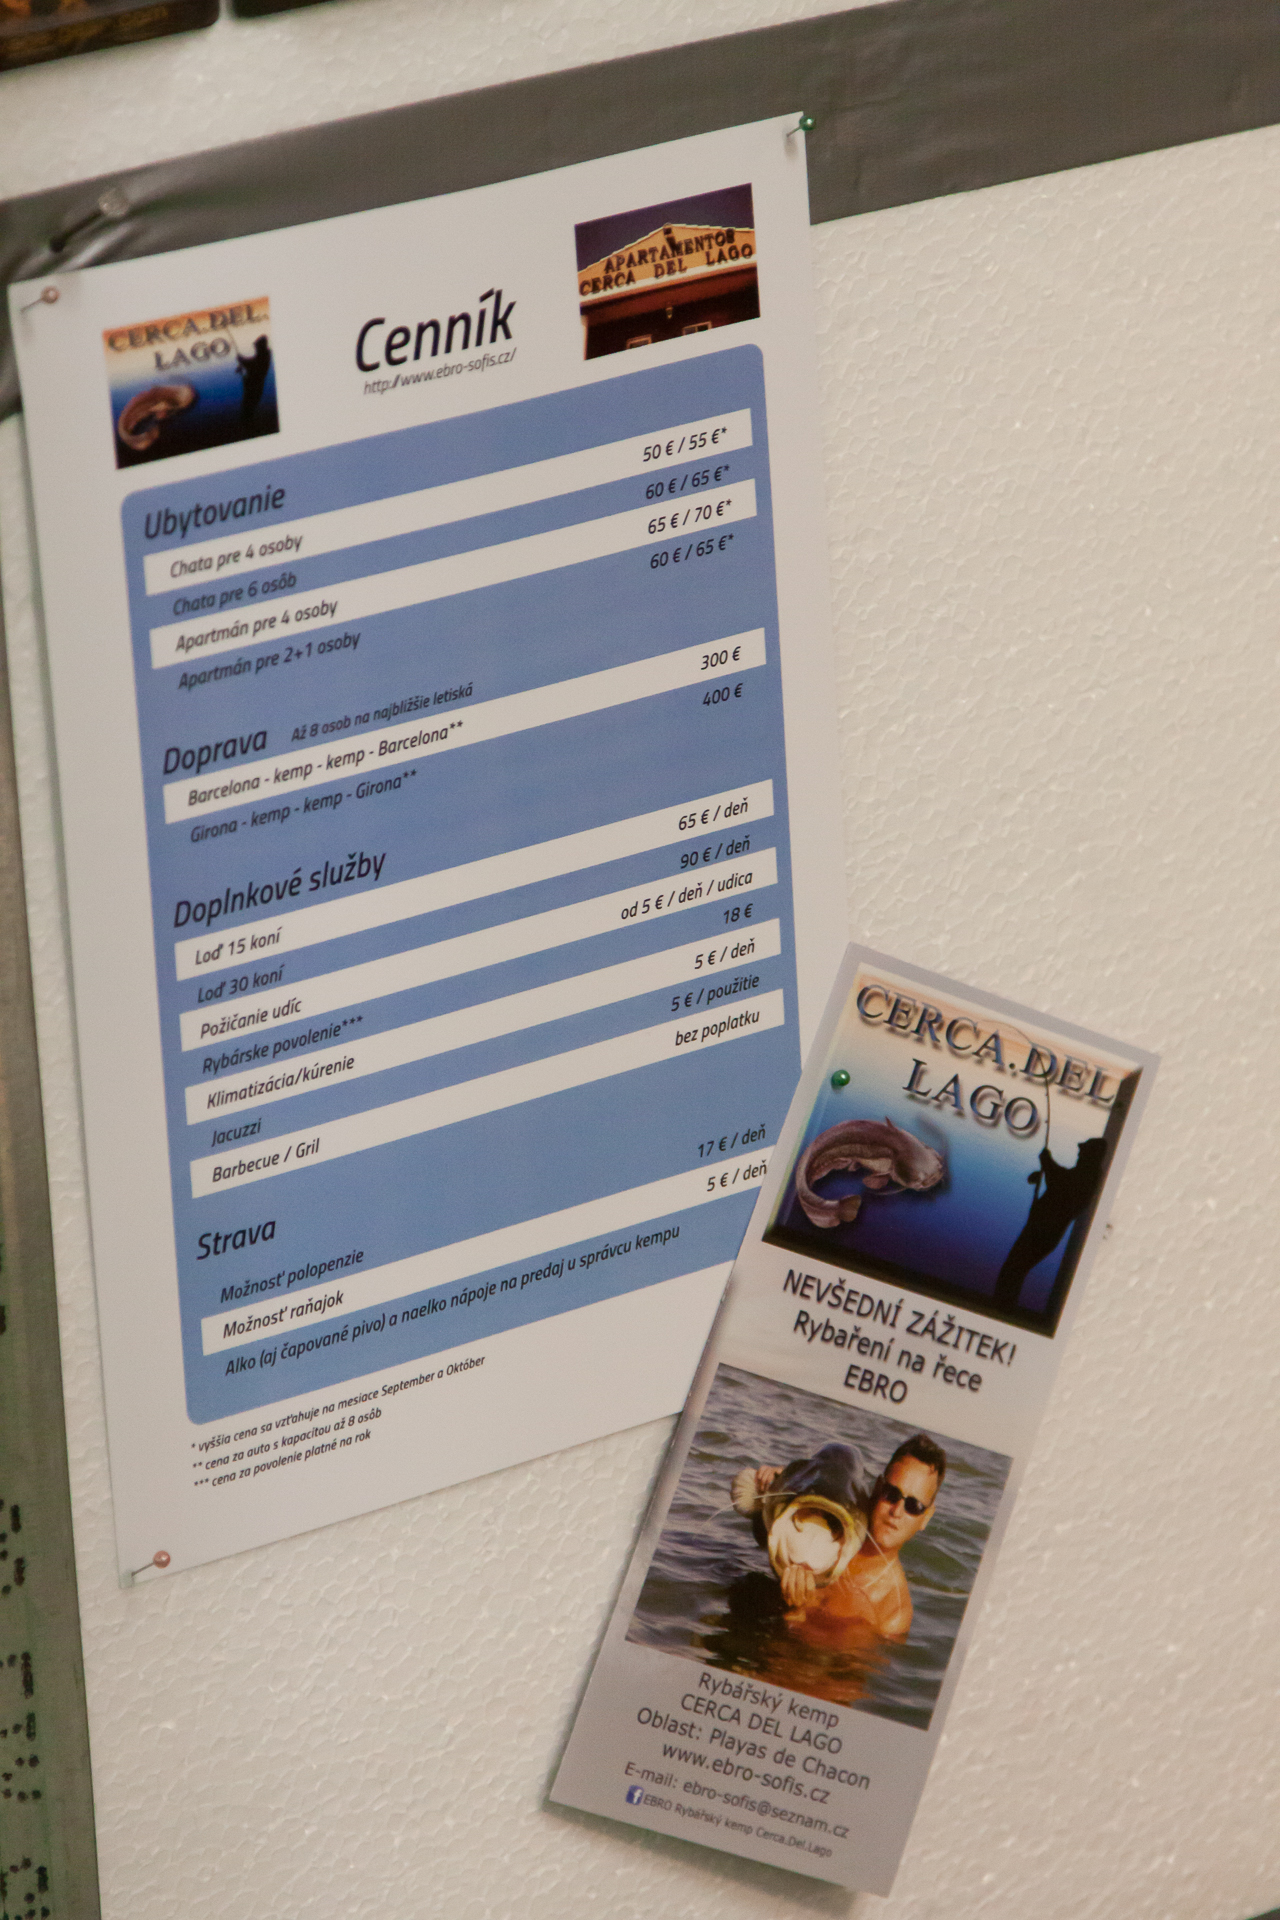 CERCA.DEL.
LAGO
Cenník
http://www.ebro-sofis.cz/
APARTAMENTOS
CERCA DEL LAGO
Ubytovanie
Chata pre 4 osoby 50 € / 55 €*
Chata pre 6 osôb 60 € / 65 €*
Apartmán pre 4 osoby 65 € / 70 €*
Apartmán pre 2+1 osoby 60 € / 65 €*
Doprava Až 8 osob na najbližšie letiská
Barcelona - kemp - kemp - Barcelona** 300 €
Girona - kemp - kemp - Girona** 400 €
Doplnkové služby
Loď 15 koní 65 € / deň
Loď 30 koní 90 € / deň
Požičanie udíc od 5 € / deň / udica
Rybárske povolenie*** 18 €
Klimatizácia/kúrenie 5 € / deň
Jacuzzi 5 € / použitie
Barbecue / Gril bez poplatku
Strava
Možnosť polopenzie 17 € / deň
Možnosť raňajok 5 € / deň
Alko (aj čapované pivo) a naelko nápoje na predaj u správcu kempu
* vyššia cena sa vzťahuje na mesiace September a Október
** cena za auto s kapacitou až 8 osôb
*** cena za povolenie platné na rok
CERCA.DEL.
LAGO
NEVŠEDNÍ ZÁŽITEK!
Rybaření na řece
EBRO
Rybářský kemp
CERCA DEL LAGO
Oblast: Playas de Chacon
www.ebro-sofis.cz
E-mail: ebro-sofis@seznam.cz
EBRO Rybářský kemp Cerca.Del.Lago